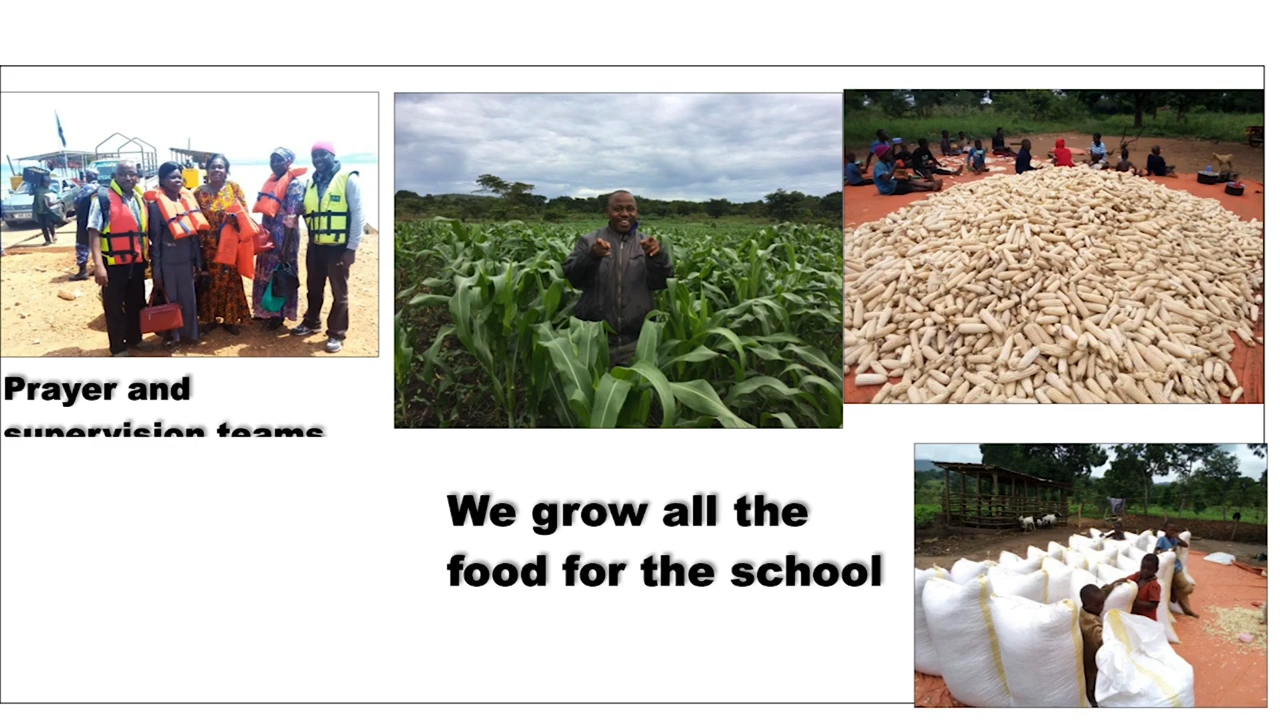 Prayer and
supervision teams
We grow all the
food for the school